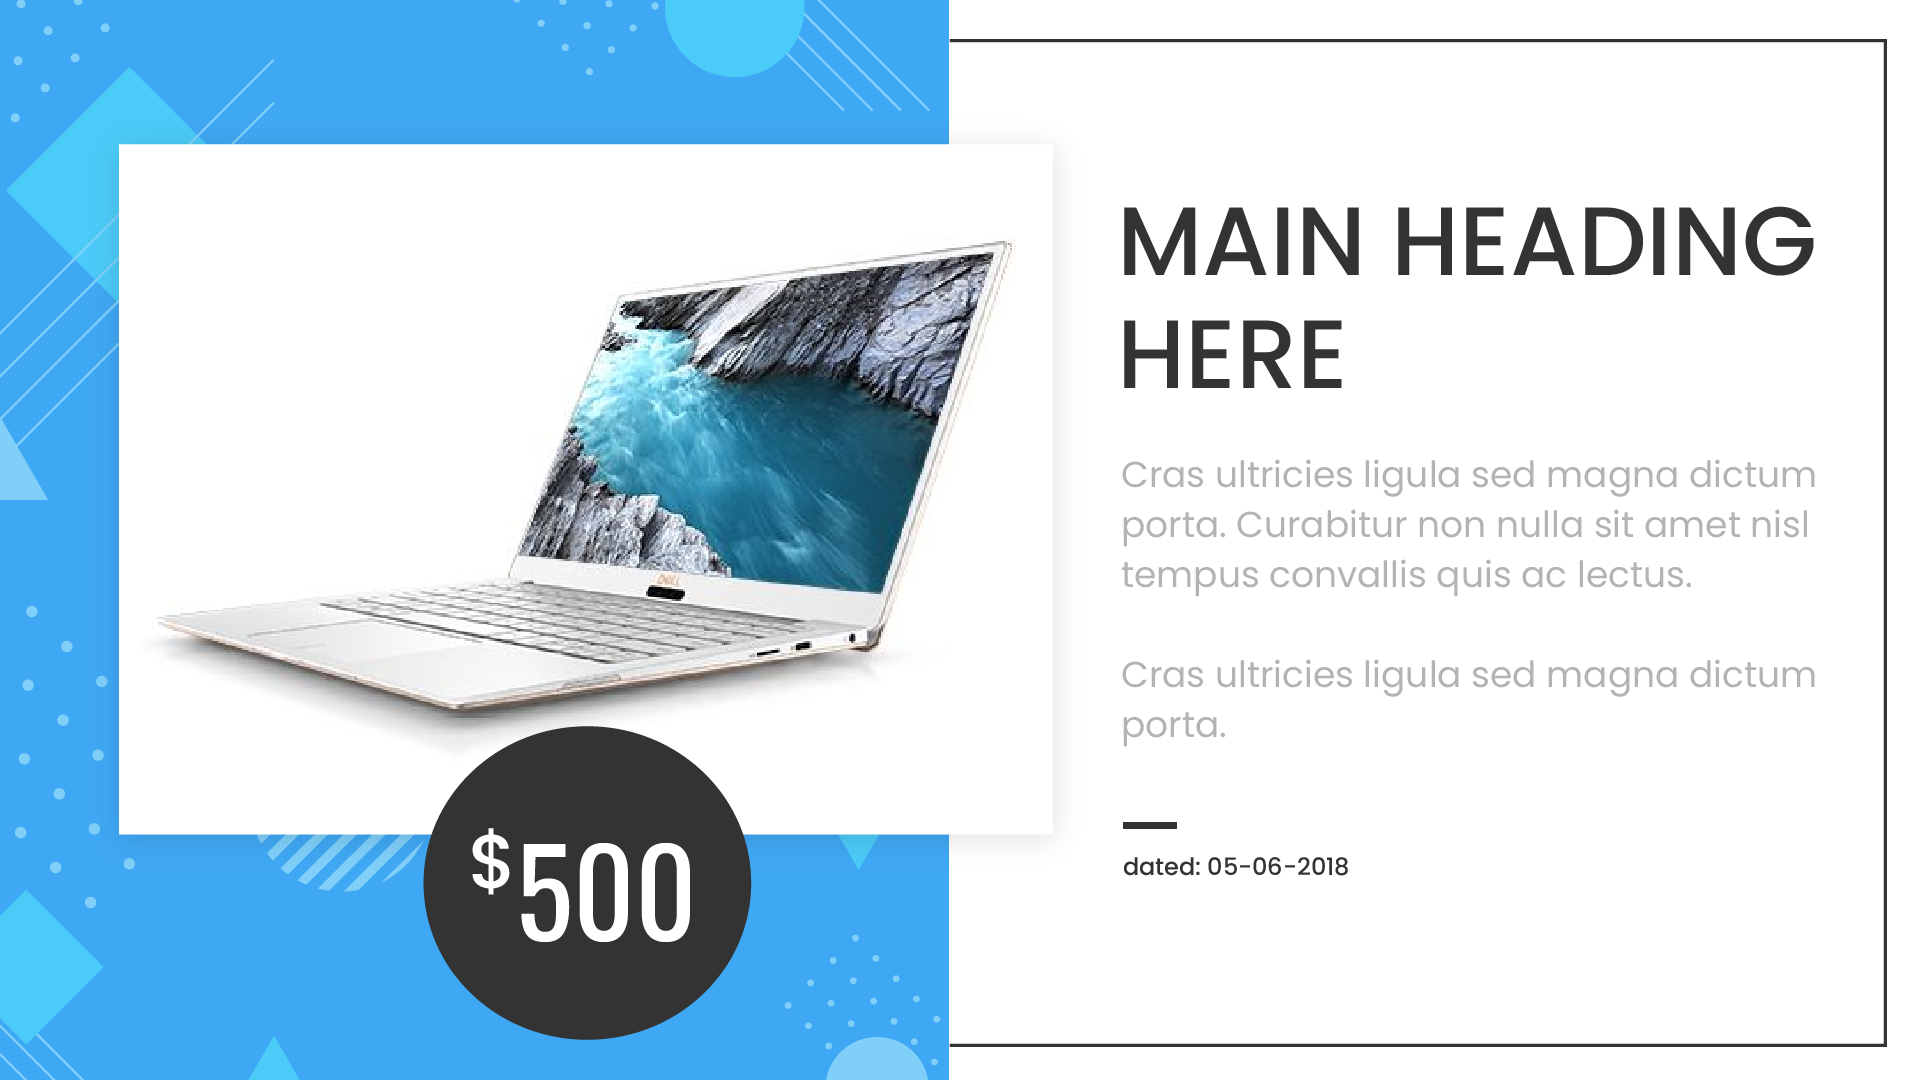 MAIN HEADING
HERE
Cras ultricies ligula sed magna dictum
porta. Curabitur non nulla sit amet nisl
tempus convallis quis ac lectus.
Cras ultricies ligula sed magna dictum
porta.
dated: 05-06-2018
DELL
$500